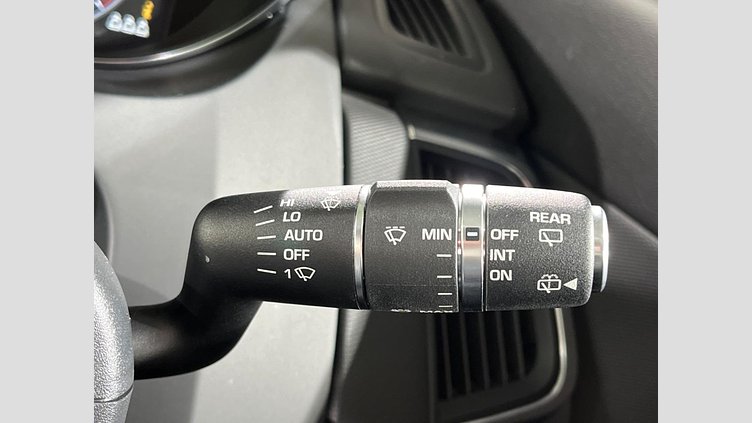 HI
LO
AUTO
OFF
1
MIN
OFF
INT
ON
REAR